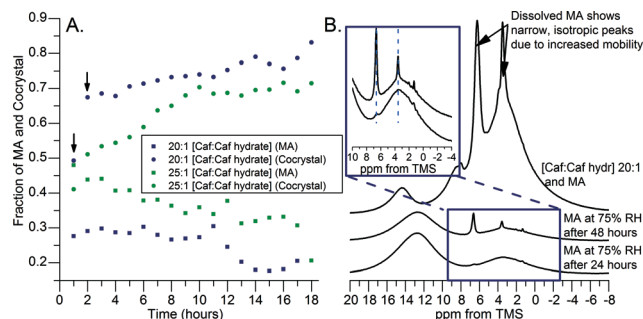 A.
0.9
0.8
0.7
0.6
0.5
0.4
0.3
0.2
Fraction of MA and Cocrystal
20:1 [Caf:Caf hydrate] (MA)
20:1 [Caf:Caf hydrate] (Cocrystal)
25:1 [Caf:Caf hydrate] (MA)
25:1 [Caf:Caf hydrate] (Cocrystal)
0 2 4 6 8 10 12 14 16 18
Time (hours)
B.
Dissolved MA shows
narrow, isotropic peaks
due to increased mobility
10 8 6 4 2 0 -2 -4
ppm from TMS
[Caf:Caf hydr] 20:1
and MA
MA at 75% RH
after 48 hours
MA at 75% RH
after 24 hours
20 18 16 14 12 10 8 6 4 2 0 -2 -4 -6 -8
ppm from TMS